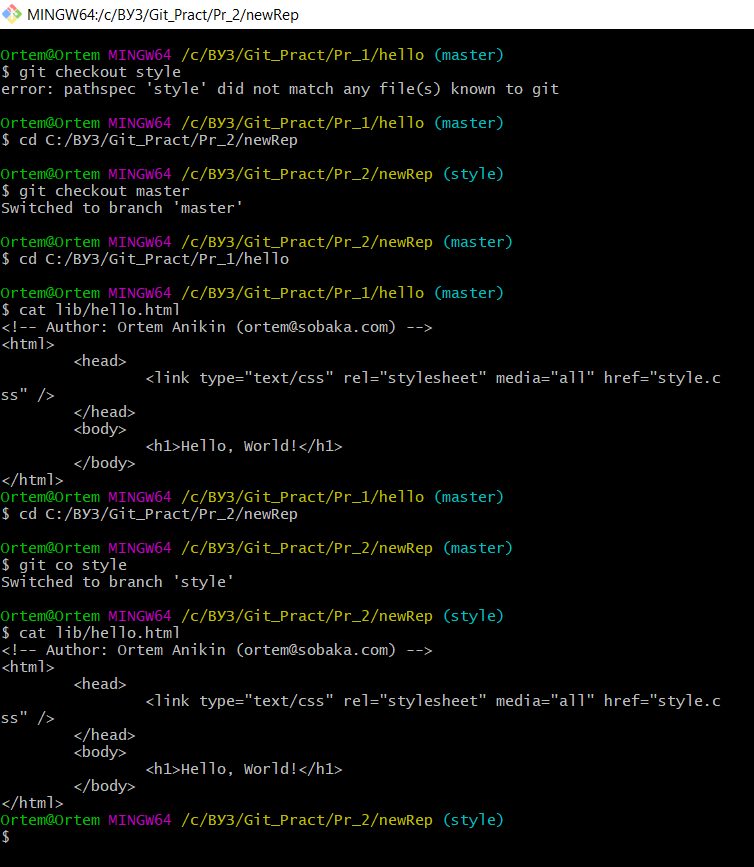 MINGW64:/c/ВУЗ/Git_Pract/Pr_2/newRep
Ortem@Ortem MINGW64 /c/ВУЗ/Git_Pract/Pr_1/hello (master)
$ git checkout style
error: pathspec 'style' did not match any file(s) known to git
Ortem@Ortem MINGW64 /c/ВУЗ/Git_Pract/Pr_1/hello (master)
$ cd C:/ВУЗ/Git_Pract/Pr_2/newRep
Ortem@Ortem MINGW64 /c/ВУЗ/Git_Pract/Pr_2/newRep (style)
$ git checkout master
Switched to branch 'master'
Ortem@Ortem MINGW64 /c/ВУЗ/Git_Pract/Pr_2/newRep (master)
$ cd C:/ВУЗ/Git_Pract/Pr_1/hello
Ortem@Ortem MINGW64 /c/ВУЗ/Git_Pract/Pr_1/hello (master)
$ cat lib/hello.html
<!-- Author: Ortem Anikin (ortem@sobaka.com) -->
<html>
        <head>
                <link type="text/css" rel="stylesheet" media="all" href="style.c
ss" />
        </head>
        <body>
                <h1>Hello, World!</h1>
        </body>
</html>
Ortem@Ortem MINGW64 /c/ВУЗ/Git_Pract/Pr_1/hello (master)
$ cd C:/ВУЗ/Git_Pract/Pr_2/newRep
Ortem@Ortem MINGW64 /c/ВУЗ/Git_Pract/Pr_2/newRep (master)
$ git co style
Switched to branch 'style'
Ortem@Ortem MINGW64 /c/ВУЗ/Git_Pract/Pr_2/newRep (style)
$ cat lib/hello.html
<!-- Author: Ortem Anikin (ortem@sobaka.com) -->
<html>
        <head>
                <link type="text/css" rel="stylesheet" media="all" href="style.c
ss" />
        </head>
        <body>
                <h1>Hello, World!</h1>
        </body>
</html>
Ortem@Ortem MINGW64 /c/ВУЗ/Git_Pract/Pr_2/newRep (style)
$